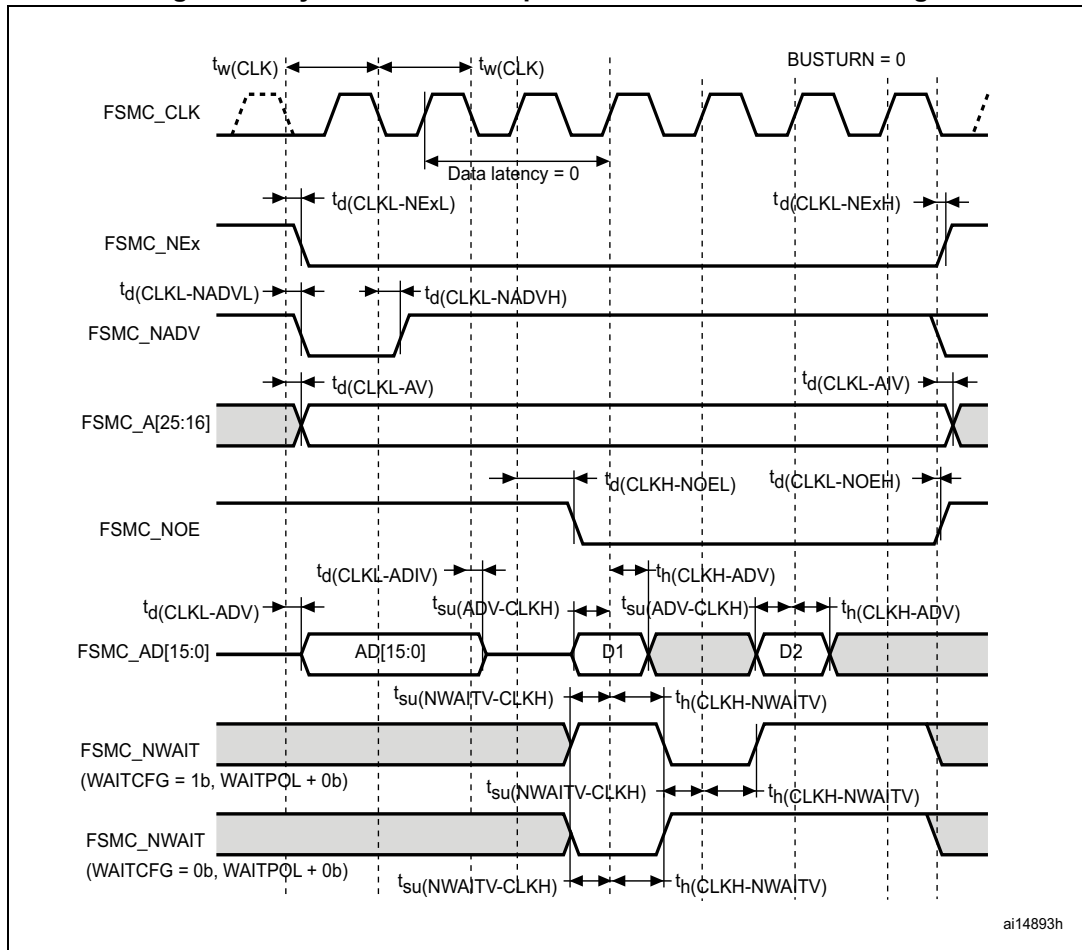 BUSTURN = 0
tw(CLK) tw(CLK)
FSMC_CLK
Data latency = 0
td(CLKL-NExL) td(CLKL-NExH)
FSMC_NEx
td(CLKL-NADVL) td(CLKL-NADVH)
FSMC_NADV
td(CLKL-AV) td(CLKL-AIV)
FSMC_A[25:16]
td(CLKH-NOEL) td(CLKL-NOEH)
FSMC_NOE
td(CLKL-ADIV) th(CLKH-ADV)
td(CLKL-ADV) tsu(ADV-CLKH) tsu(ADV-CLKH) th(CLKH-ADV)
FSMC_AD[15:0] AD[15:0] D1 D2
tsu(NWAITV-CLKH) th(CLKH-NWAITV)
FSMC_NWAIT
(WAITCFG = 1b, WAITPOL + 0b)
tsu(NWAITV-CLKH) th(CLKH-NWAITV)
FSMC_NWAIT
(WAITCFG = 0b, WAITPOL + 0b)
tsu(NWAITV-CLKH) th(CLKH-NWAITV)
ai14893h